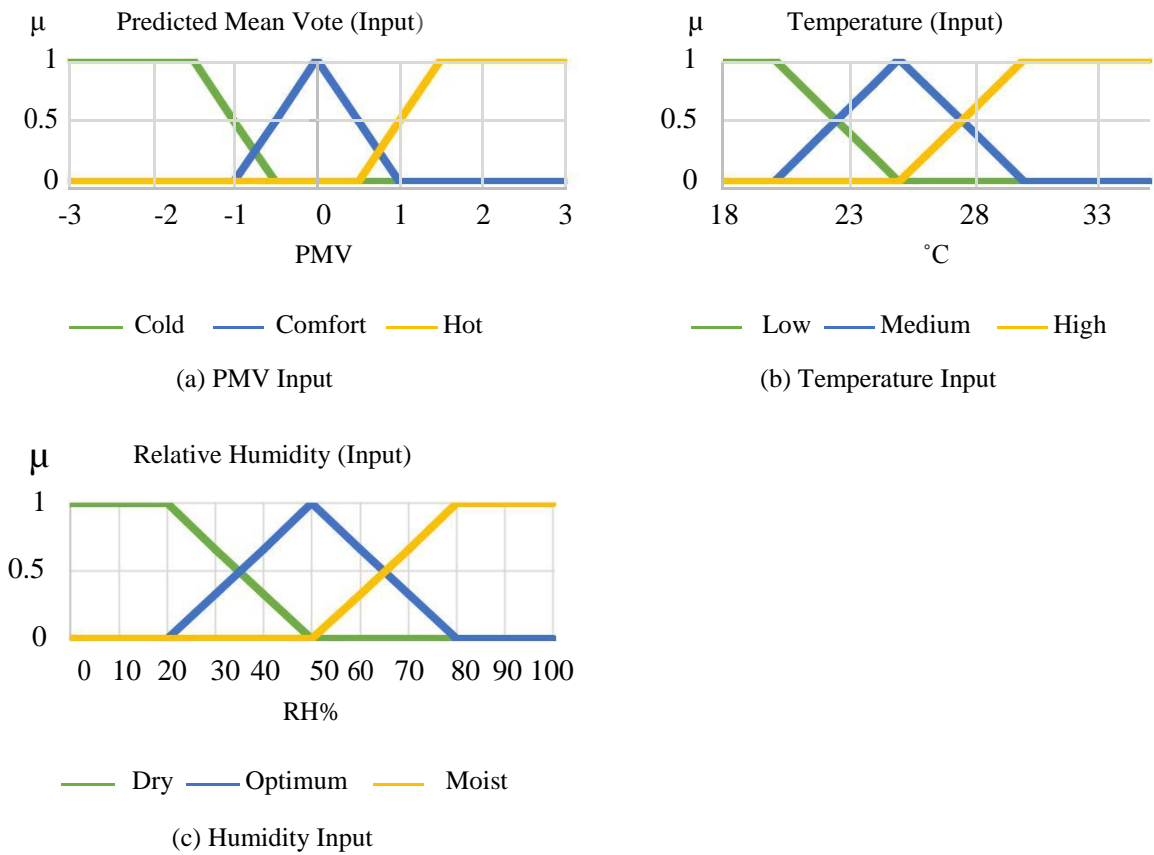 μ Predicted Mean Vote (Input)
1
0.5
0
-3 -2 -1 0 1 2 3
PMV
Cold Comfort Hot
(a) PMV Input
μ Temperature (Input)
1
0.5
0
18 23 28 33
˚C
Low Medium High
(b) Temperature Input
μ Relative Humidity (Input)
1
0.5
0
0 10 20 30 40 50 60 70 80 90 100
RH%
Dry Optimum Moist
(c) Humidity Input